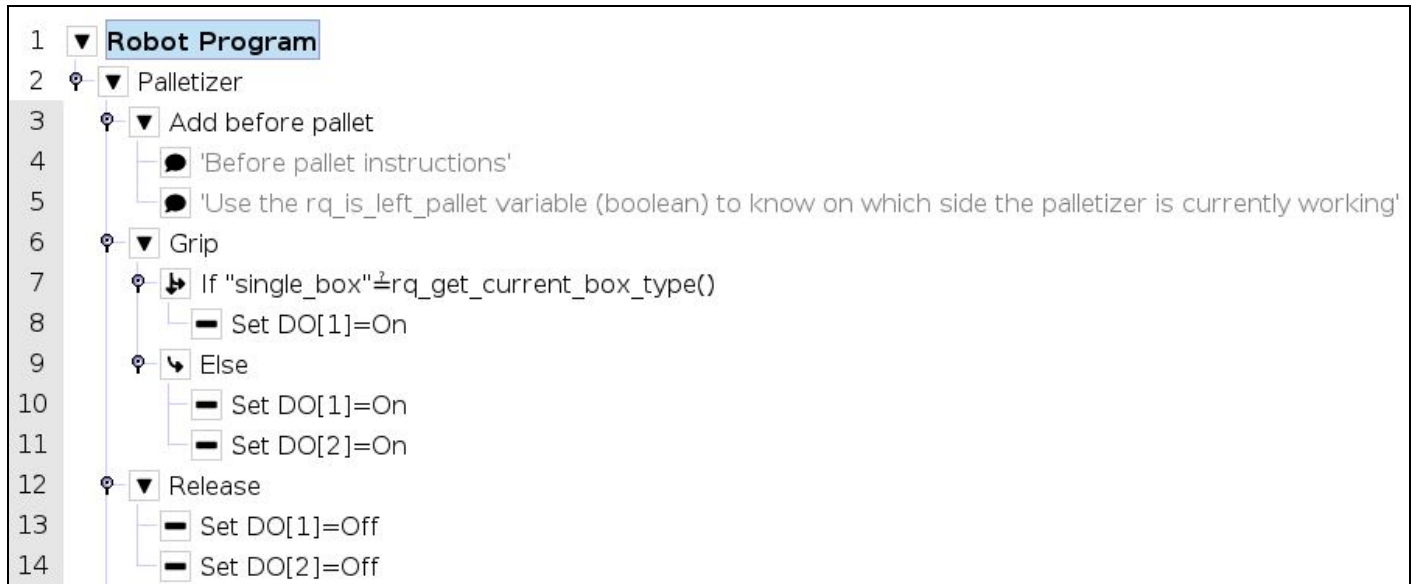 1 Robot Program
2 Palletizer
3 Add before pallet
4 'Before pallet instructions'
5 'Use the rq_is_left_pallet variable (boolean) to know on which side the palletizer is currently working'
6 Grip
7 If "single_box"≟rq_get_current_box_type()
8 Set DO[1]=On
9 Else
10 Set DO[1]=On
11 Set DO[2]=On
12 Release
13 Set DO[1]=Off
14 Set DO[2]=Off